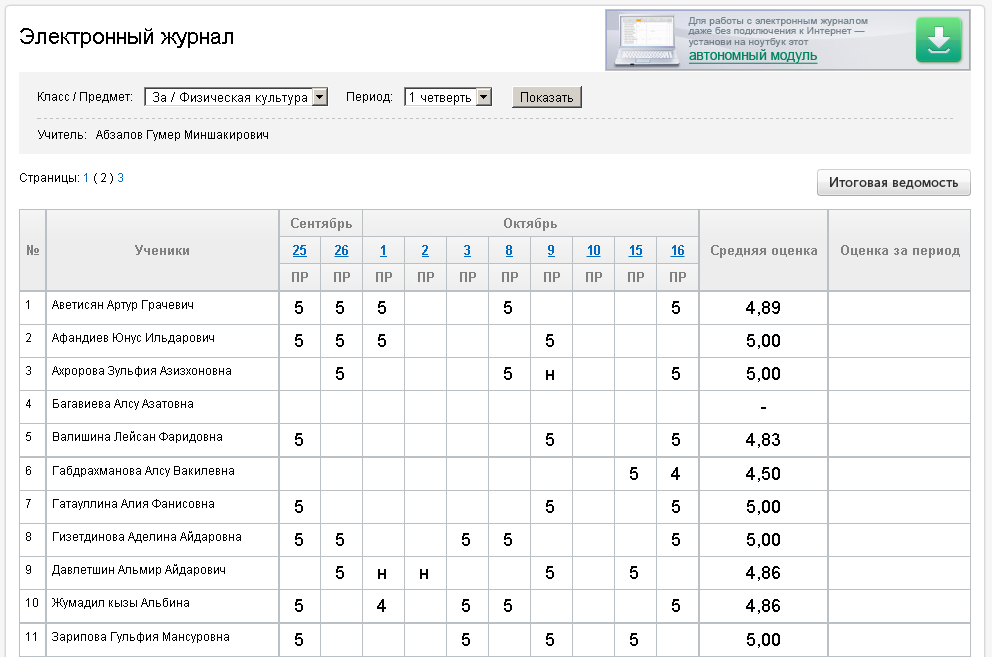 Электронный журнал
Для работы с электронным журналом
даже без подключения к Интернет —
установи на ноутбук этот
автономный модуль
Класс / Предмет: 3а / Физическая культура Период: 1 четверть Показать
Учитель: Абзалов Гумер Миншакирович
Страницы: 1 ( 2 ) 3
Итоговая ведомость
№ Ученики Сентябрь Октябрь Средняя оценка Оценка за период
25 26 1 2 3 8 9 10 15 16
ПР ПР ПР ПР ПР ПР ПР ПР ПР ПР
1 Аветисян Артур Грачевич 5 5 5 5 5 4,89
2 Афандиев Юнус Ильдарович 5 5 5 5 5,00
3 Ахророва Зульфия Азизхоновна 5 5 н 5 5,00
4 Багавиева Алсу Азатовна -
5 Валишина Лейсан Фаридовна 5 5 5 4,83
6 Габдрахманова Алсу Вакилевна 5 4 4,50
7 Гатауллина Алия Фанисовна 5 5 5 5,00
8 Гизетдинова Аделина Айдаровна 5 5 5 5 5 5,00
9 Давлетшин Альмир Айдарович 5 н н 5 5 4,86
10 Жумадил кызы Альбина 5 4 5 5 5 4,86
11 Зарипова Гульфия Мансуровна 5 5 5 5 5,00